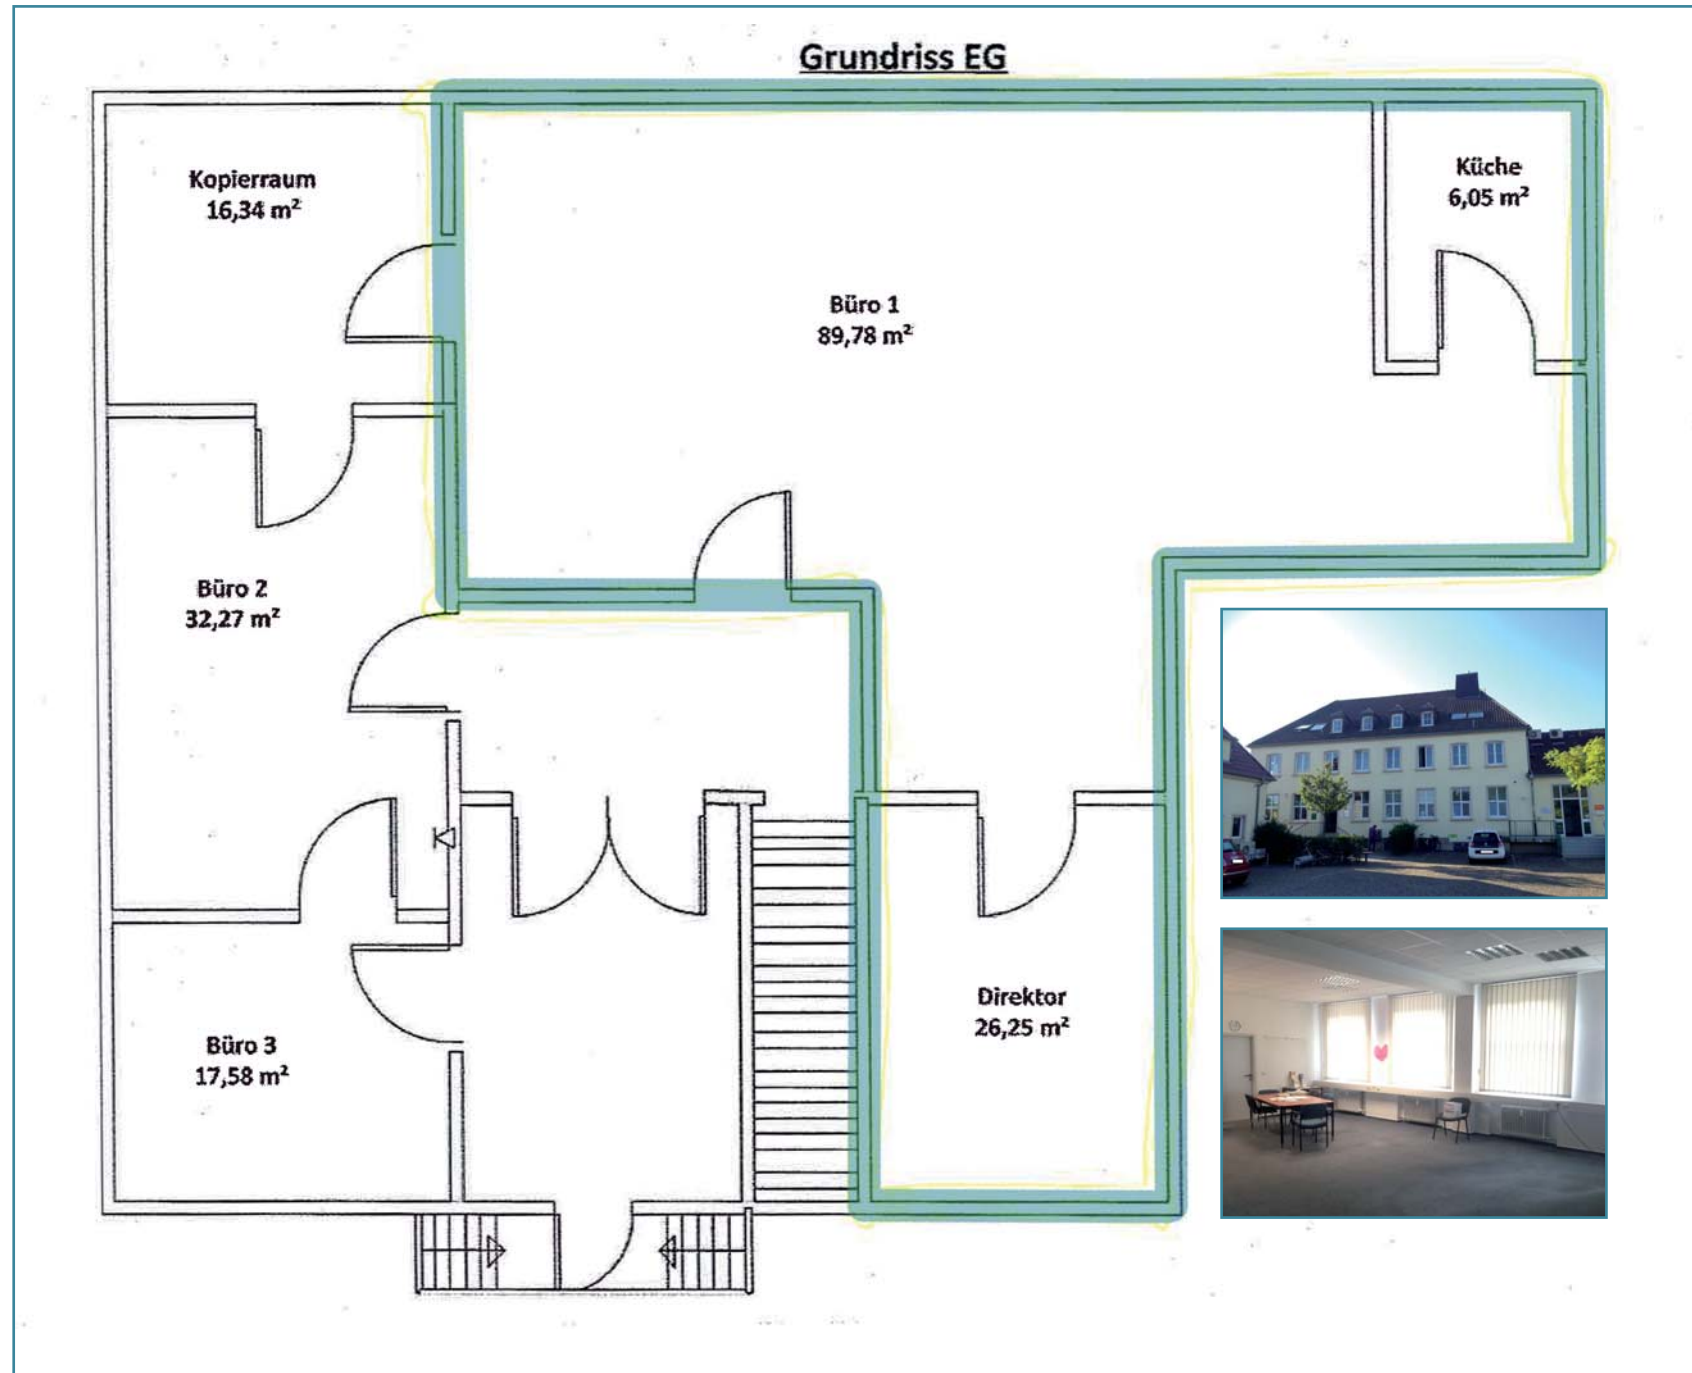 Grundriss EG
Kopierraum
16,34 m²
Küche
6,05 m²
Büro 1
89,78 m²
Büro 2
32,27 m²
Direktor
26,25 m²
Büro 3
17,58 m²